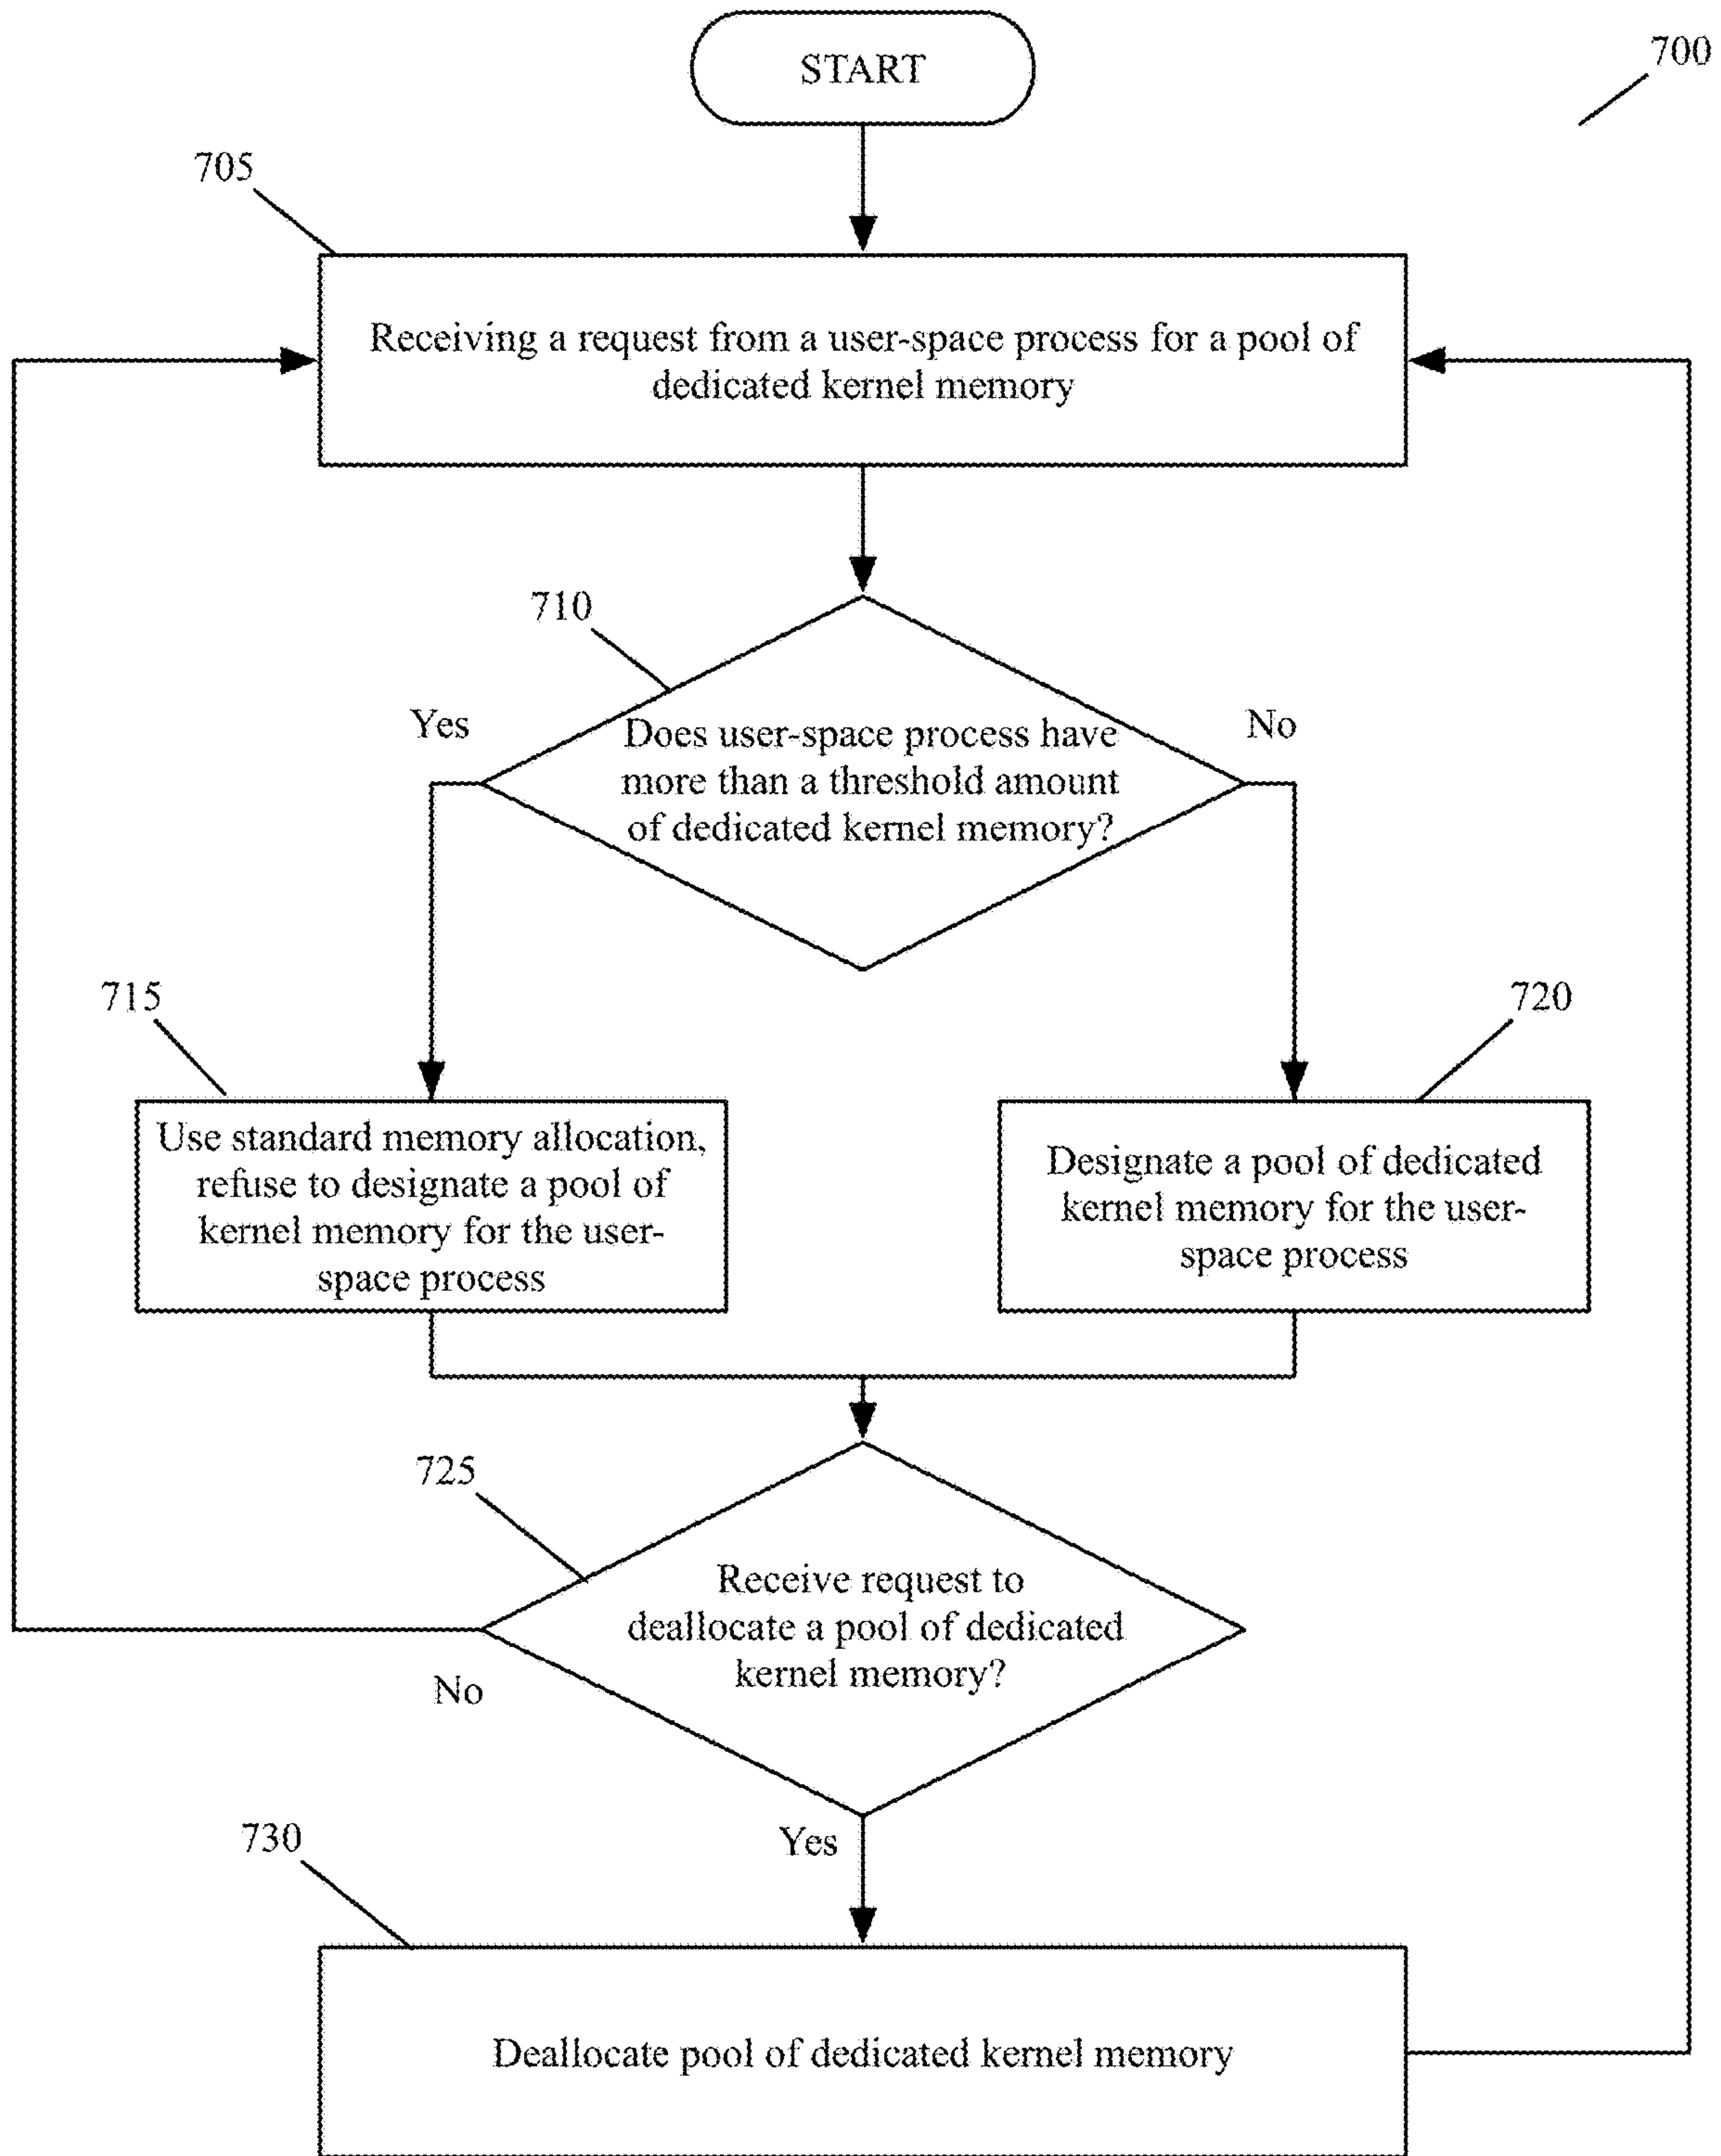 START
700
705
Receiving a request from a user-space process for a pool of
dedicated kernel memory
710
Yes
No
Does user-space process have
more than a threshold amount
of dedicated kernel memory?
715
720
Use standard memory allocation,
refuse to designate a pool of
kernel memory for the user-
space process
Designate a pool of dedicated
kernel memory for the user-
space process
725
Receive request to
deallocate a pool of dedicated
kernel memory?
No
Yes
730
Deallocate pool of dedicated kernel memory